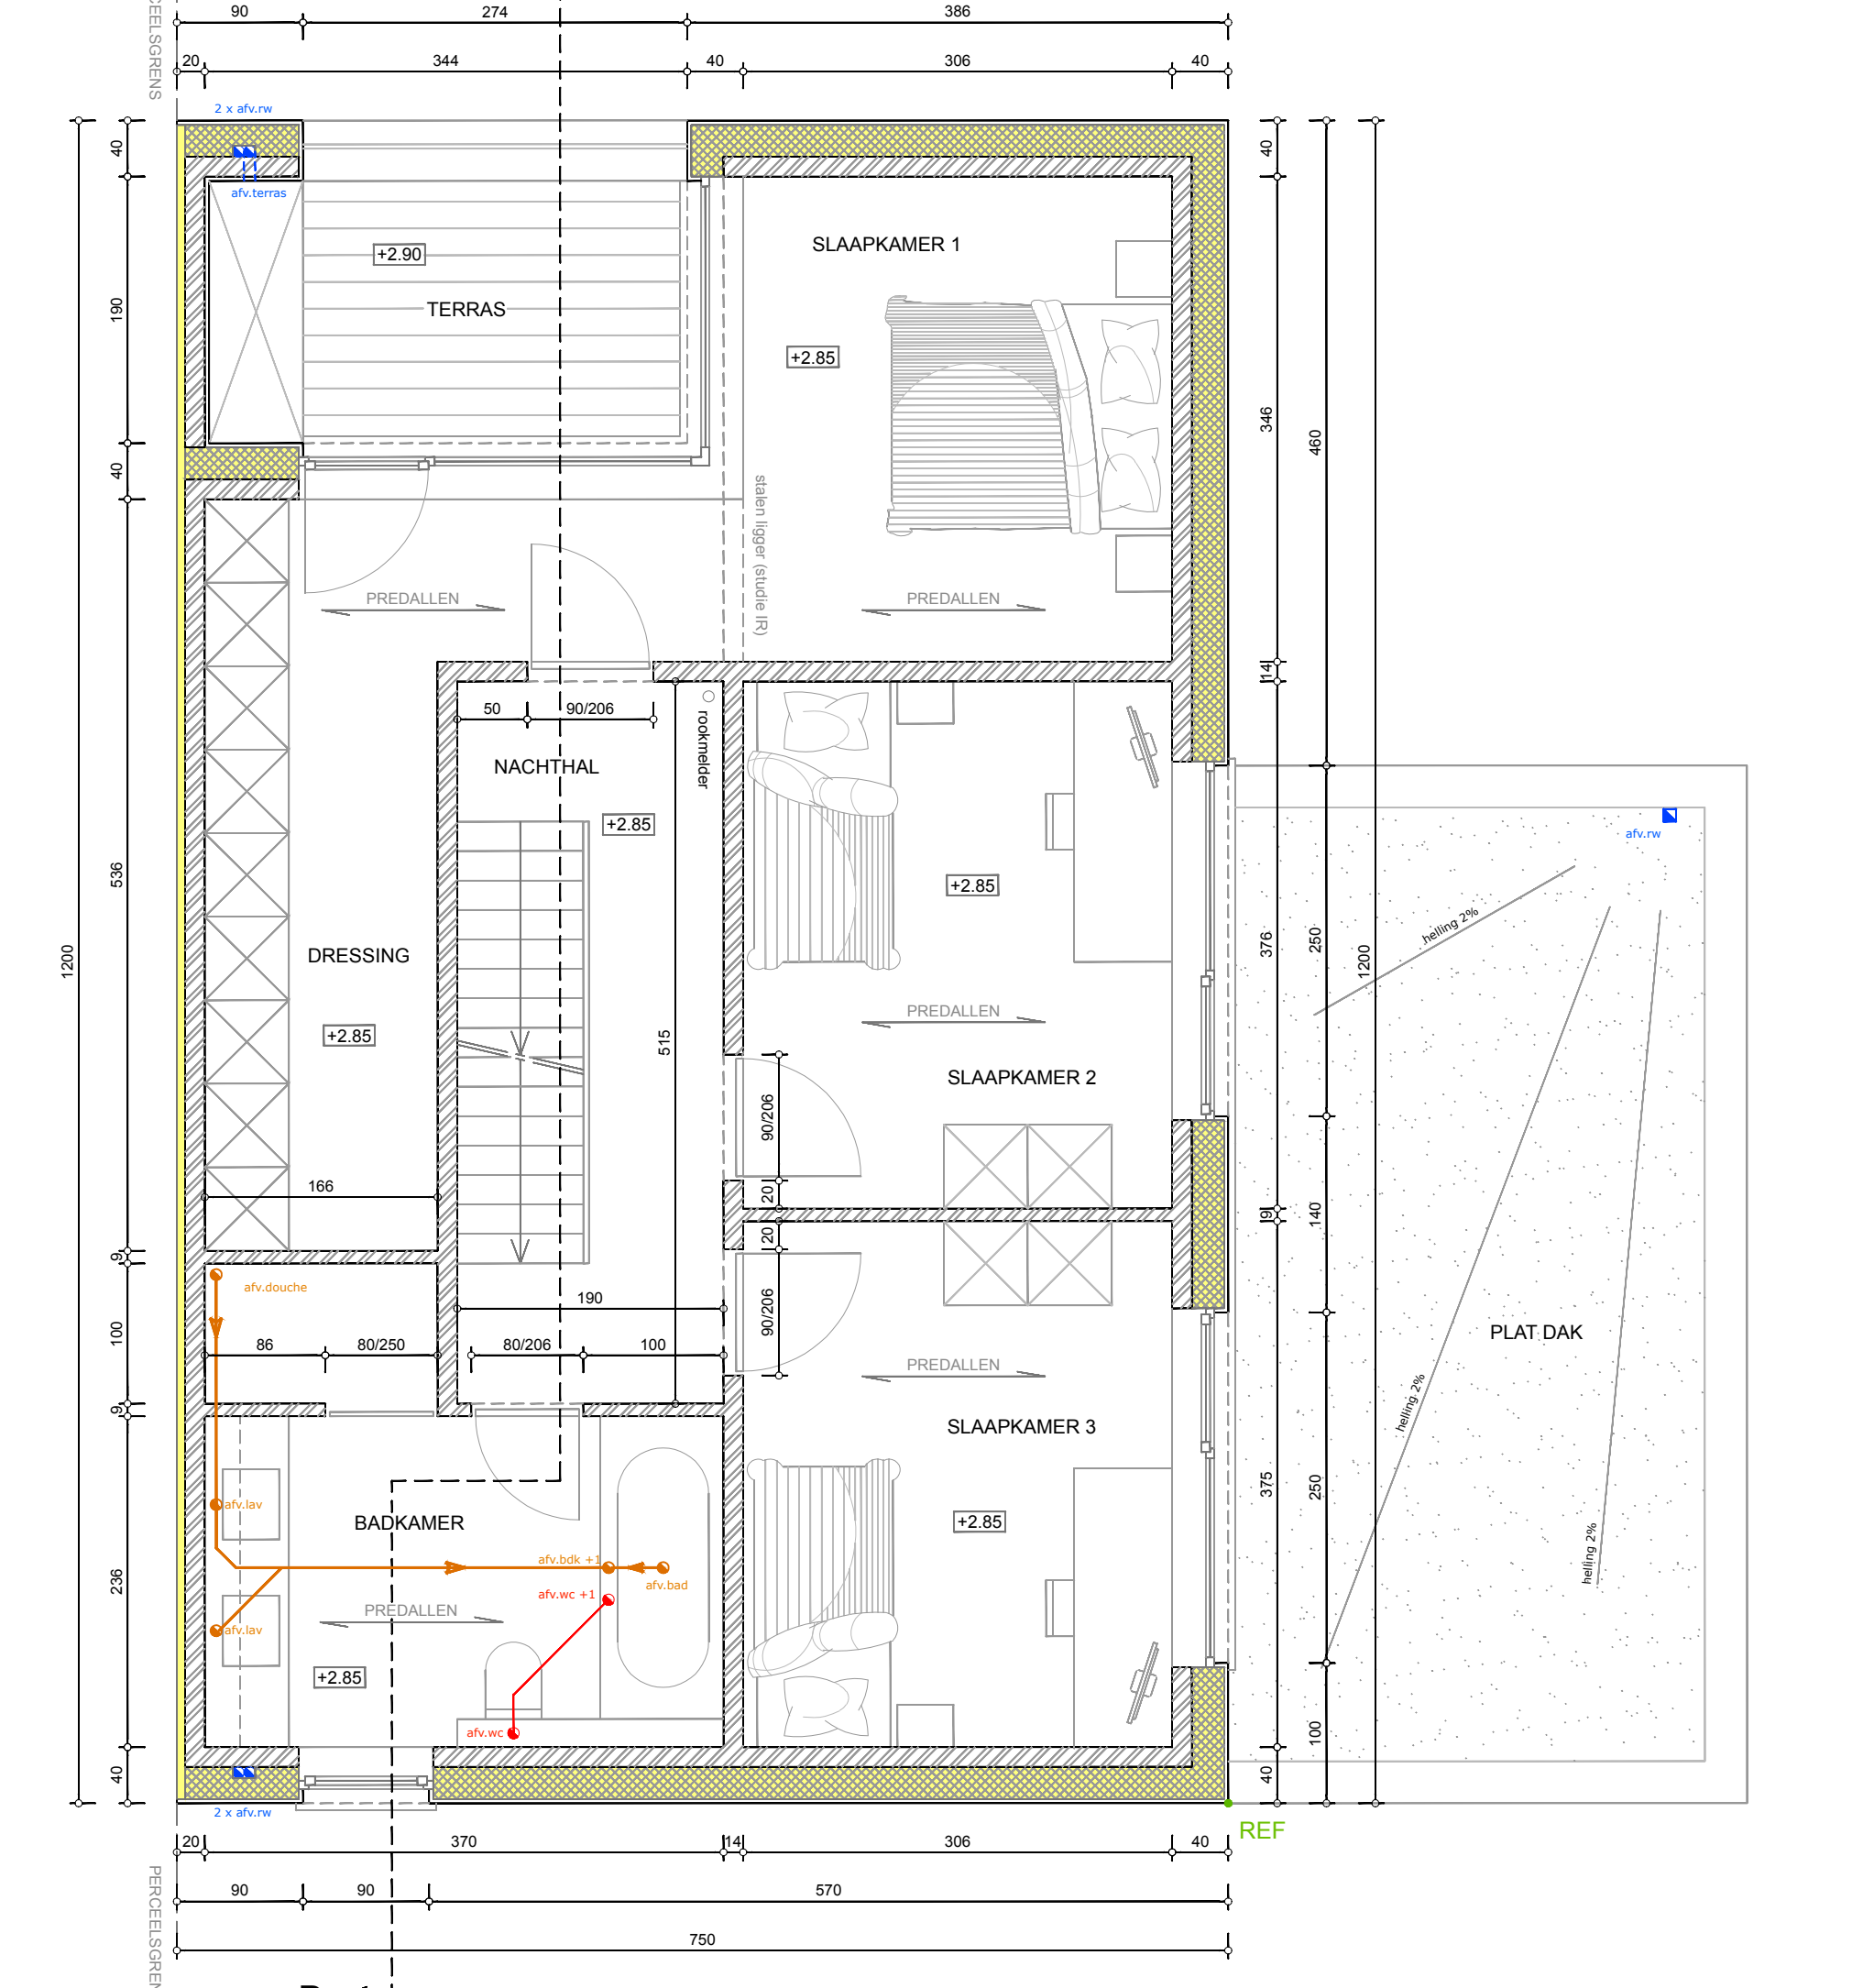 90 274 386
20 344 40 306 40
CEELSGRENS
2 x afv.rw
afv.terras
40
190
40
536
1200
9
100
9
236
40
+2.90
TERRAS
SLAAPKAMER 1
+2.85
stalen ligger (studie IR)
PREDALLEN
PREDALLEN
40
346
14
376
19
375
40
460
250
140
250
100
1200
50 90/206
rookmelder
NACHTHAL
+2.85
515
+2.85
PREDALLEN
SLAAPKAMER 2
90/206
20
20
90/206
DRESSING
+2.85
166
190
afv.douche
86 80/250
80/206 100
PREDALLEN
SLAAPKAMER 3
+2.85
afv.rw
helling 2%
helling 2%
helling 2%
PLAT DAK
afv.lav
BADKAMER
afv.bdk +1
afv.bad
afv.wc +1
afv.lav
PREDALLEN
+2.85
afv.wc
2 x afv.rw
REF
20 370 14 306 40
90 90 570
750
PERCEELSGREN